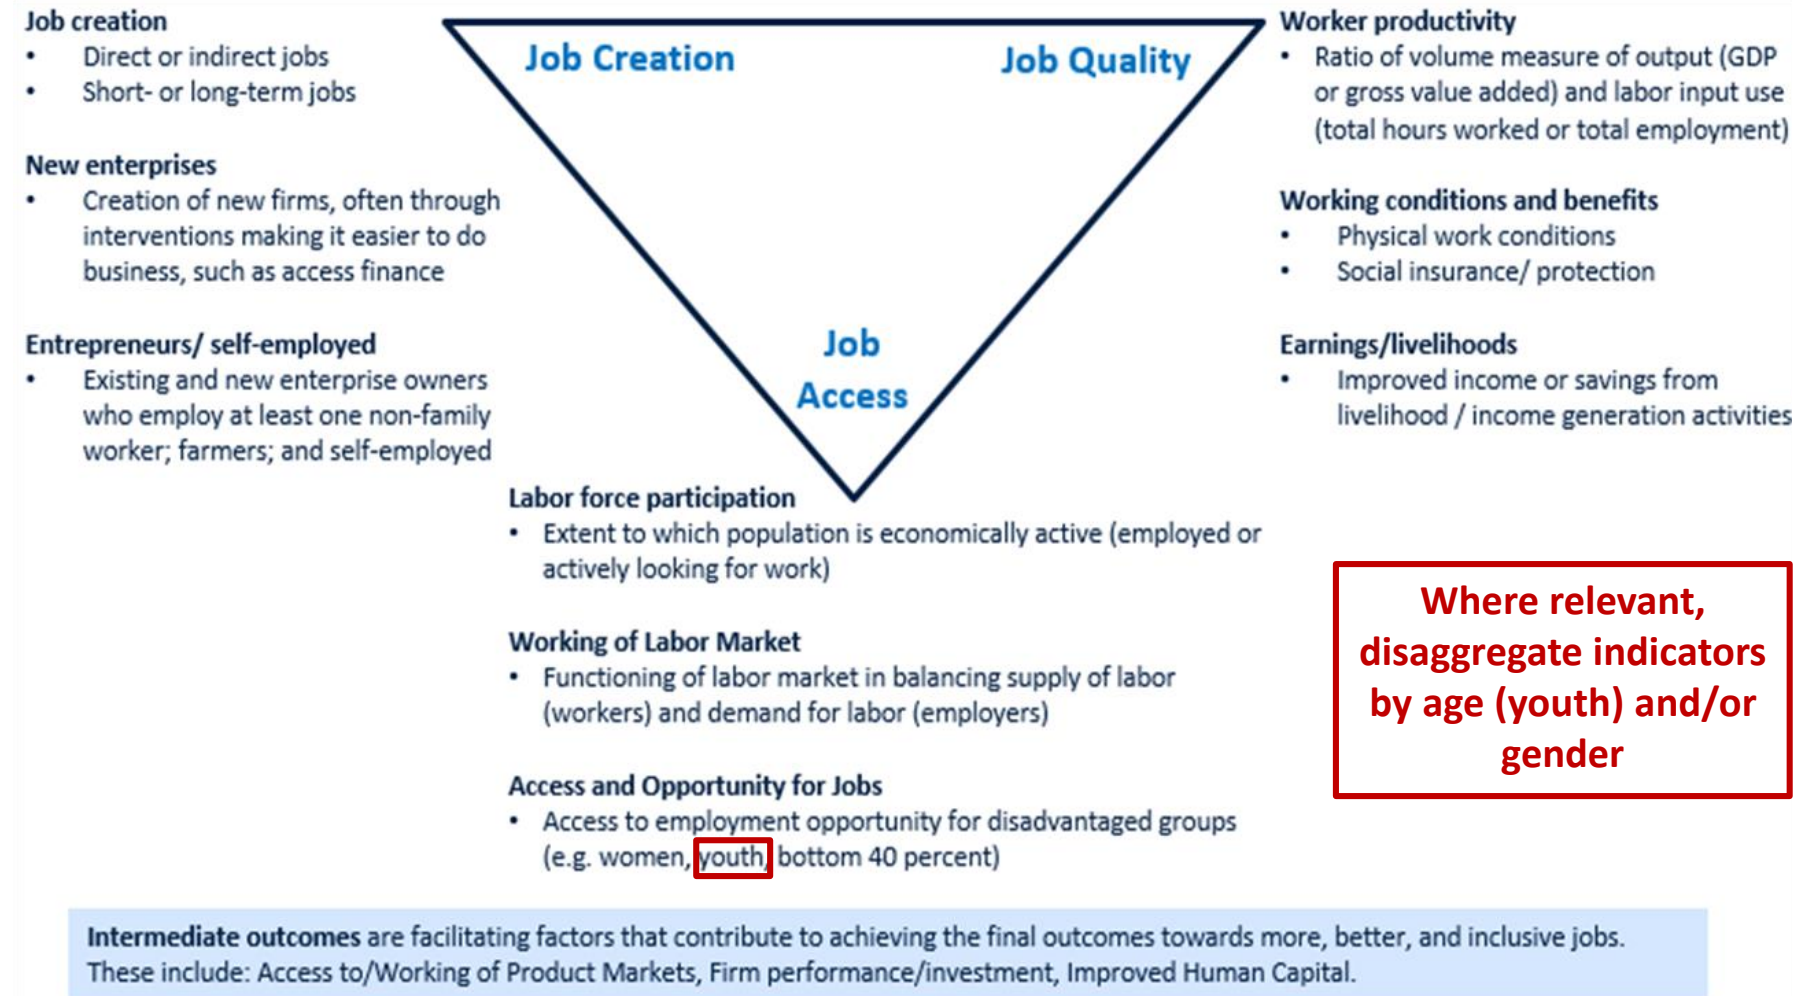 Job creation
• Direct or indirect jobs
• Short- or long-term jobs
New enterprises
• Creation of new firms, often through
interventions making it easier to do
business, such as access finance
Entrepreneurs/ self-employed
• Existing and new enterprise owners
who employ at least one non-family
worker; farmers; and self-employed
Job Creation
Job Quality
Job
Access
Worker productivity
• Ratio of volume measure of output (GDP
or gross value added) and labor input use
(total hours worked or total employment)
Working conditions and benefits
• Physical work conditions
• Social insurance/ protection
Earnings/livelihoods
• Improved income or savings from
livelihood / income generation activities
Labor force participation
• Extent to which population is economically active (employed or
actively looking for work)
Working of Labor Market
• Functioning of labor market in balancing supply of labor
(workers) and demand for labor (employers)
Access and Opportunity for Jobs
• Access to employment opportunity for disadvantaged groups
(e.g. women, youth, bottom 40 percent)
Where relevant,
disaggregate indicators
by age (youth) and/or
gender
Intermediate outcomes are facilitating factors that contribute to achieving the final outcomes towards more, better, and inclusive jobs.
These include: Access to/Working of Product Markets, Firm performance/investment, Improved Human Capital.